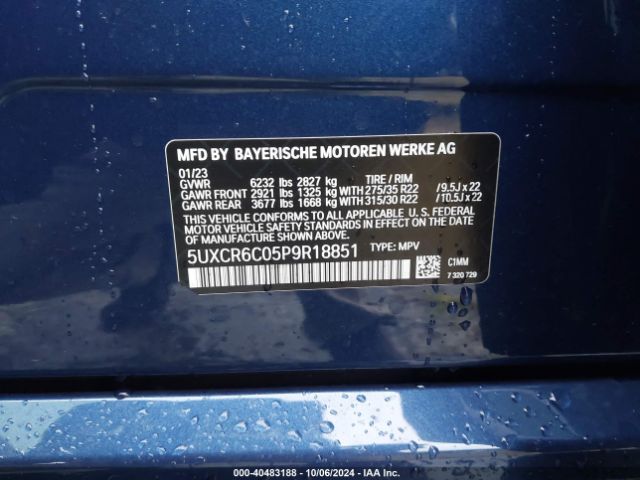 MFD BY BAYERISCHE MOTOREN WERKE AG
01/23 TIRE / RIM
GVWR 6232 lbs 2827 kg
GAWR FRONT 2921 lbs 1325 kg WITH 275/35 R22 /9.5J x 22
GAWR REAR 3677 lbs 1668 kg WITH 315/30 R22 /10.5J x 22
THIS VEHICLE CONFORMS TO ALL APPLICABLE U. S. FEDERAL
MOTOR VEHICLE SAFETY STANDARDS IN EFFECT ON THE
DATE OF MANUFACTURE SHOWN ABOVE.
5UXCR6C05P9R18851 TYPE: MPV
C1MM
7 320 729
000-40483188 - 10/06/2024 - IAA Inc.